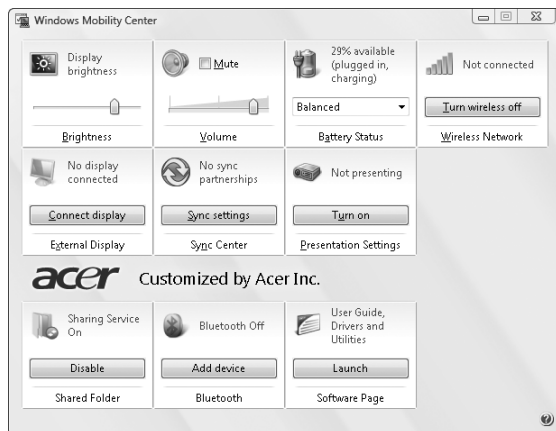 Windows Mobility Center
Display
brightness
Brightness
Mute
Volume
29% available
(plugged in,
charging)
Balanced
Battery Status
Not connected
Turn wireless off
Wireless Network
No display
connected
Connect display
External Display
No sync
partnerships
Sync settings
Sync Center
Not presenting
Turn on
Presentation Settings
acer Customized by Acer Inc.
Sharing Service
On
Disable
Shared Folder
Bluetooth Off
Add device
Bluetooth
User Guide,
Drivers and
Utilities
Launch
Software Page